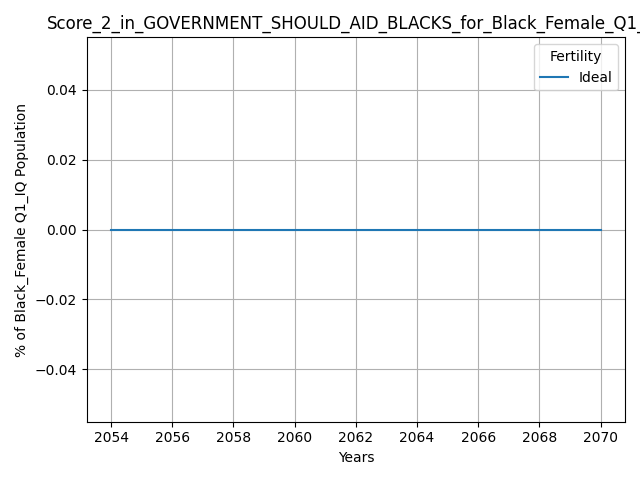 Score_2_in_GOVERNMENT_SHOULD_AID_BLACKS_for_Black_Female_Q1_
Fertility
Ideal
% of Black_Female Q1_IQ Population
0.04
0.02
0.00
−0.02
−0.04
2054 2056 2058 2060 2062 2064 2066 2068 2070
Years